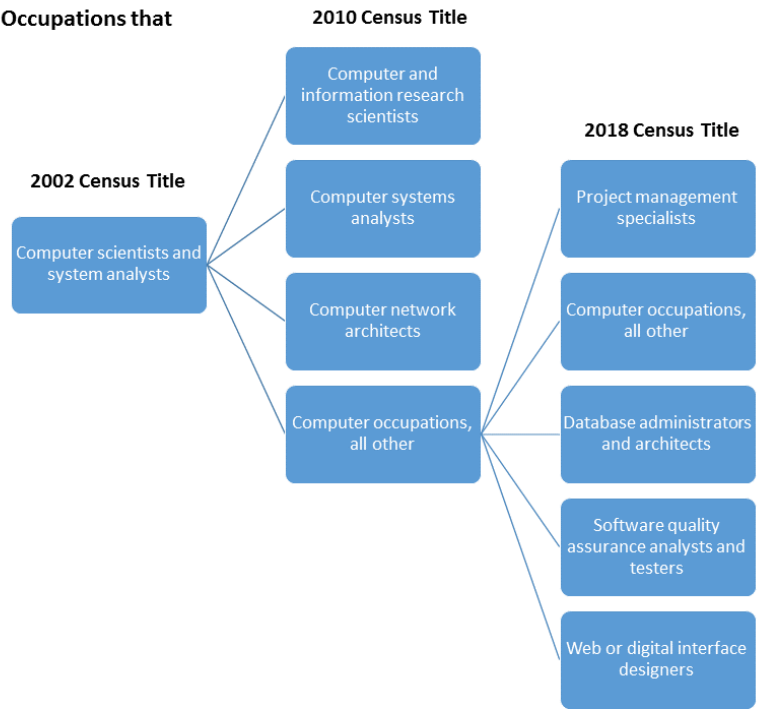 Occupations that
2010 Census Title
Computer and
information research
scientists
2018 Census Title
2002 Census Title
Computer systems
analysts
Project management
specialists
Computer scientists and
system analysts
Computer network
architects
Computer occupations,
all other
Computer occupations,
all other
Database administrators
and architects
Software quality
assurance analysts and
testers
Web or digital interface
designers